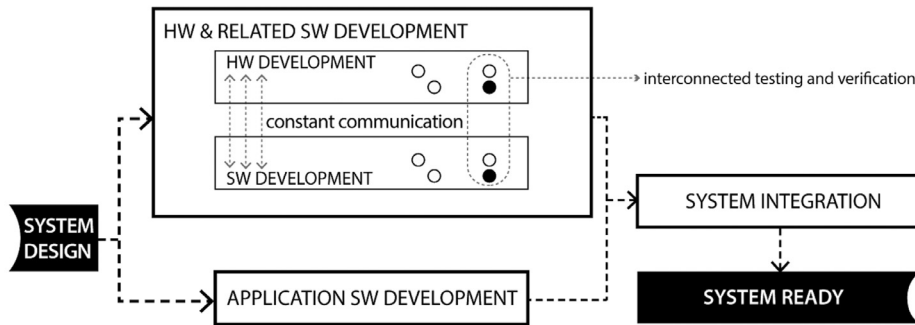 HW & RELATED SW DEVELOPMENT
HW DEVELOPMENT
interconnected testing and verification
constant communication
SW DEVELOPMENT
SYSTEM
DESIGN
SYSTEM INTEGRATION
APPLICATION SW DEVELOPMENT
SYSTEM READY